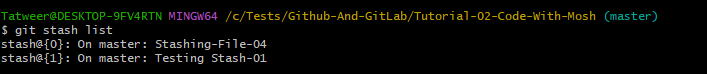 Tatweer@DESKTOP-9FV4RTN MINGW64 /c/Tests/Github-And-GitLab/Tutorial-02-Code-With-Mosh (master)
$ git stash list
stash@{0}: On master: Stashing-File-04
stash@{1}: On master: Testing Stash-01